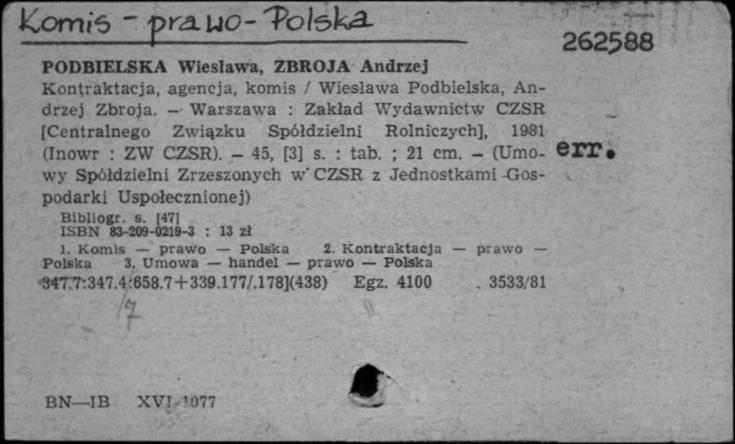 Komis - prawo - Polska
262588
PODBIELSKA Wiesława, ZBROJA Andrzej
Kontraktacja, agencja, komis / Wiesława Podbielska, An-
drzej Zbroja. — Warszawa : Zakład Wydawnictw CZSR
[Centralnego Związku Spółdzielni Rolniczych], 1981
(Inowr : ZW CZSR). — 45, [3] s. : tab. ; 21 cm. — (Umo-
err.
wy Spółdzielni Zrzeszonych w CZSR z Jednostkami Gos-
podarki Uspołecznionej)
Bibliogr. s. [47]
ISBN 83-209-0219-3 : 13 zł
1. Komis — prawo — Polska 2. Kontraktacja — prawo —
Polska 3. Umowa — handel — prawo — Polska
347.7:347.4:658.7+339.177/.178](438) Egz. 4100 3533/81
/7
BN—IB XVI-1077